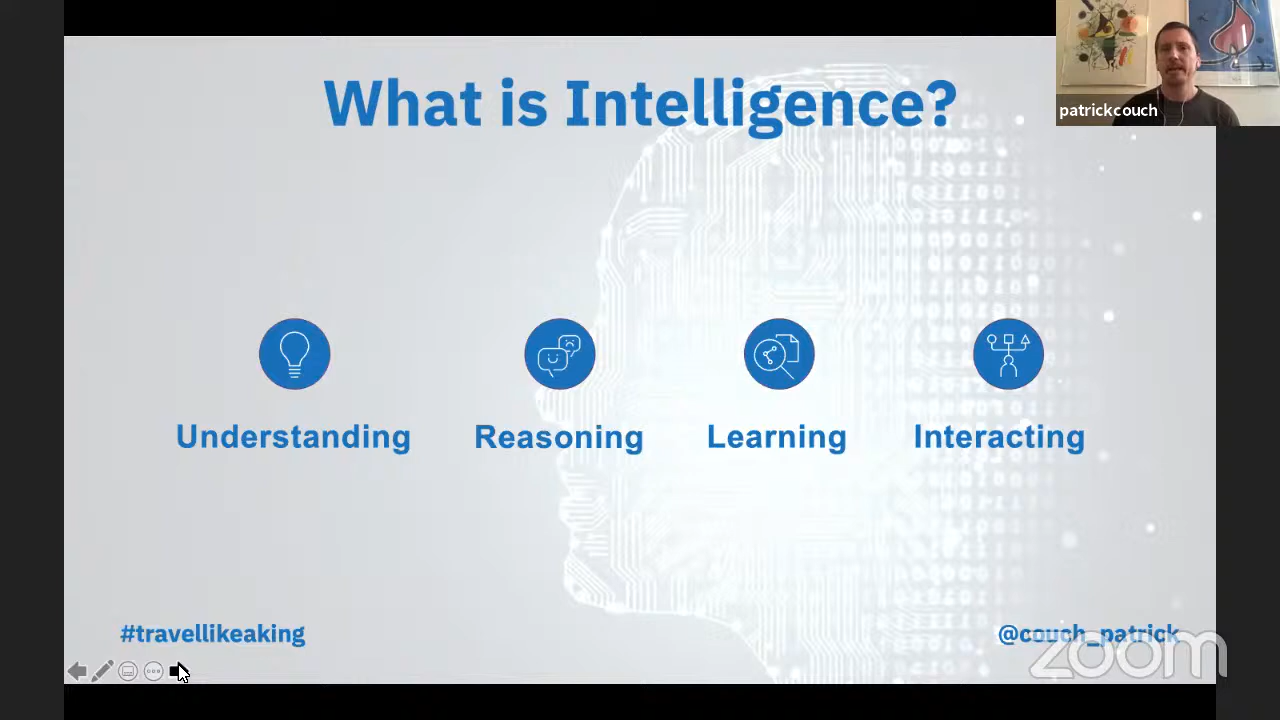 What is Intelligence?
patrickcouch
Understanding
Reasoning
Learning
Interacting
#travellikeaking
@couch_patrick
zoom